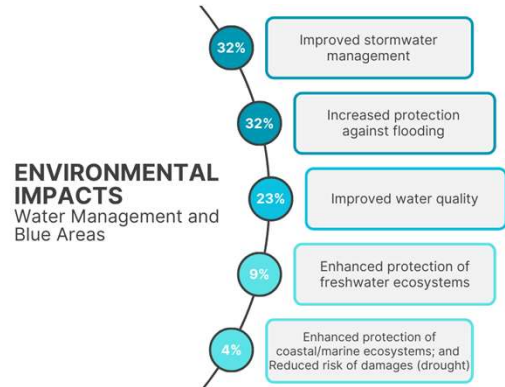 ENVIRONMENTAL
IMPACTS
Water Management and
Blue Areas
32%
Improved stormwater
management
32%
Increased protection
against flooding
23%
Improved water quality
9%
Enhanced protection of
freshwater ecosystems
4%
Enhanced protection of
coastal/marine ecosystems; and
Reduced risk of damages (drought)